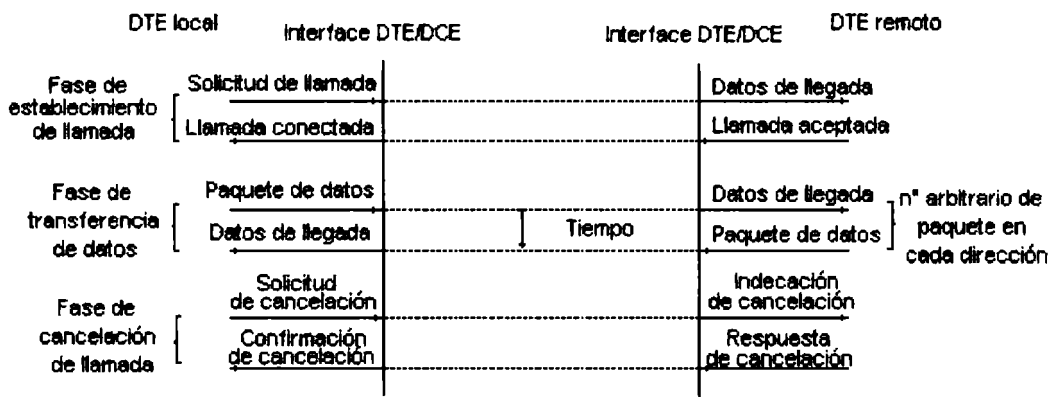 DTE local
Interface DTE/DCE
Interface DTE/DCE
DTE remoto
Fase de
establecimiento
de llamada
Solicitud de llamada
Datos de llegada
Llamada conectada
Llamada aceptada
Fase de
transferencia
de datos
Paquete de datos
Datos de llegada
Datos de llegada
Tiempo
Paquete de datos
nº arbitrario de
paquete en
cada dirección
Fase de
cancelación
de llamada
Solicitud
de cancelación
Indecación
de cancelación
Confirmación
de cancelación
Respuesta
de cancelación